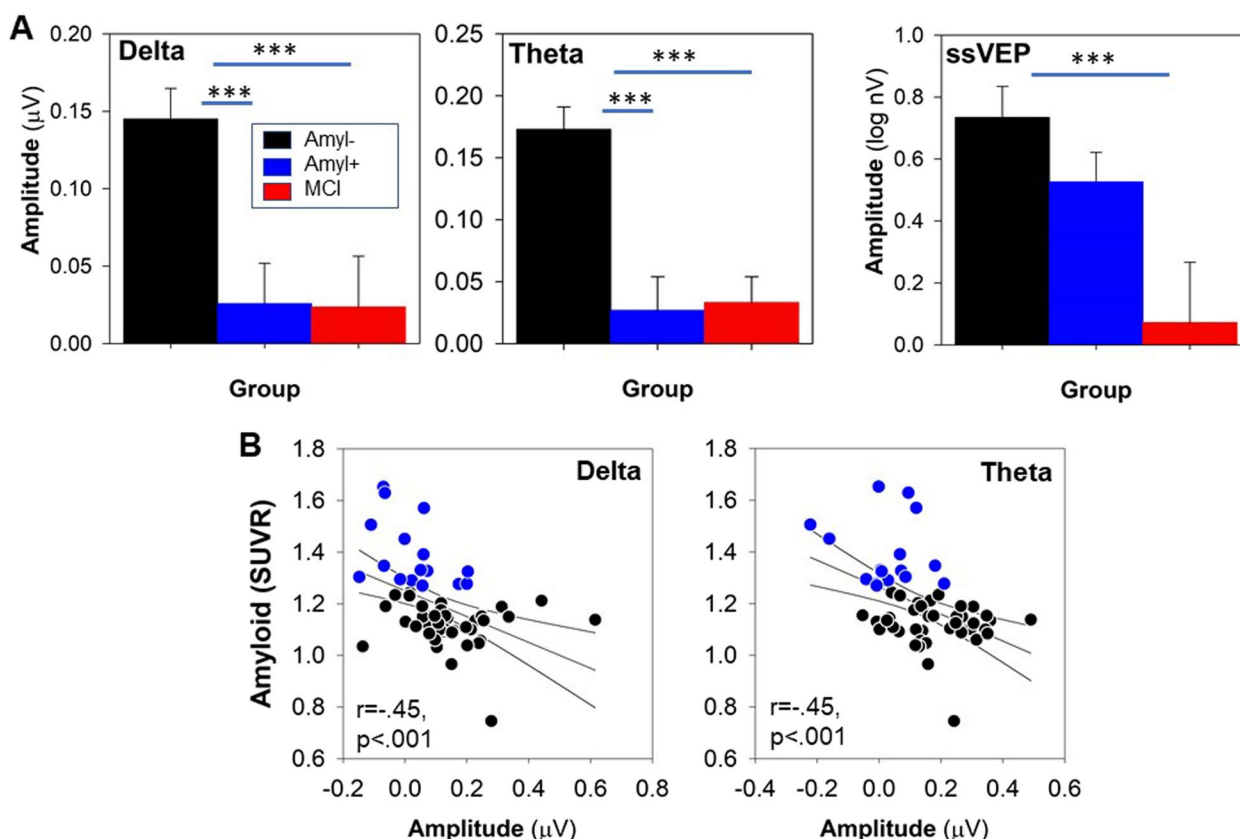 A
Delta
***
***
Amyl-
Amyl+
MCI
Amplitude (μV)
0.20
0.15
0.10
0.05
0.00
Group
Theta
***
***
0.25
0.20
0.15
0.10
0.05
0.00
Group
ssVEP
***
Amplitude (log nV)
1.0
0.8
0.6
0.4
0.2
0.0
Group
B
Delta
Amyloid (SUVR)
1.8
1.6
1.4
1.2
1.0
0.8
0.6
r=-.45,
p<.001
-0.2 0.0 0.2 0.4 0.6 0.8
Amplitude (μV)
Theta
1.8
1.6
1.4
1.2
1.0
0.8
0.6
r=-.45,
p<.001
-0.4 -0.2 0.0 0.2 0.4 0.6
Amplitude (μV)